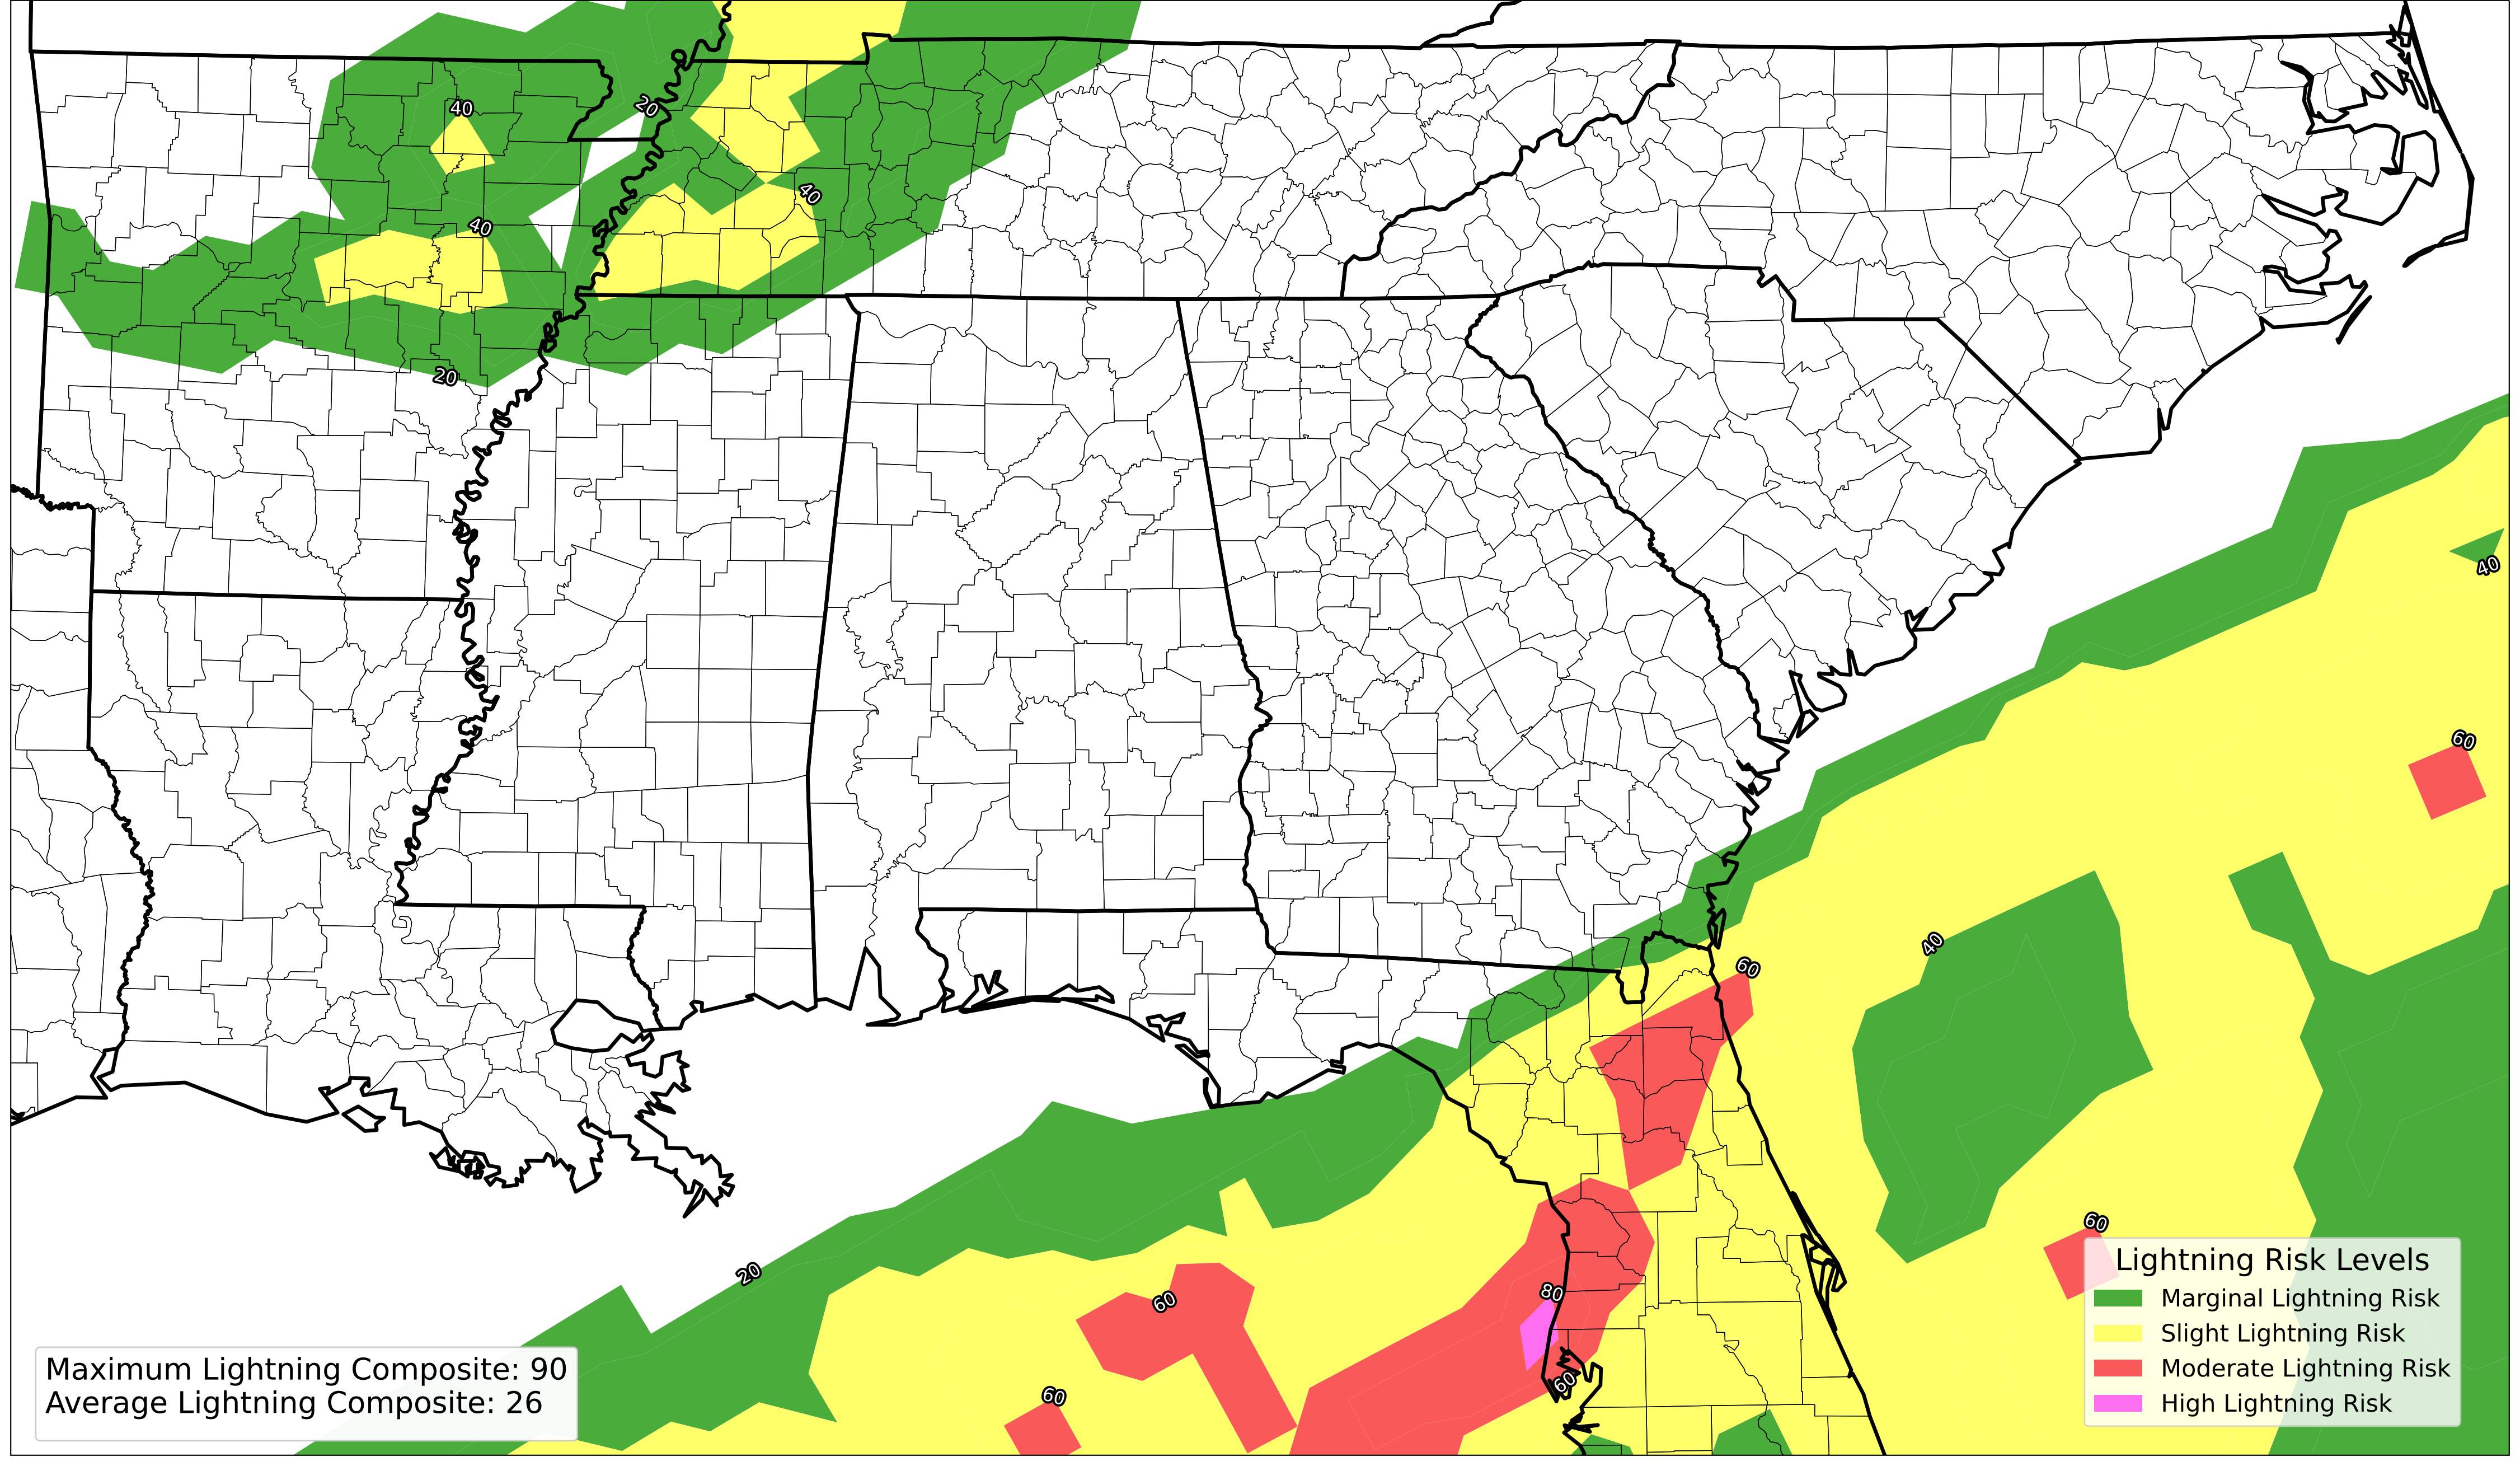 40
20
40
40
20
40
60
40
60
60
80
20
60
60
60
Maximum Lightning Composite: 90
Average Lightning Composite: 26
Lightning Risk Levels
Marginal Lightning Risk
Slight Lightning Risk
Moderate Lightning Risk
High Lightning Risk
60